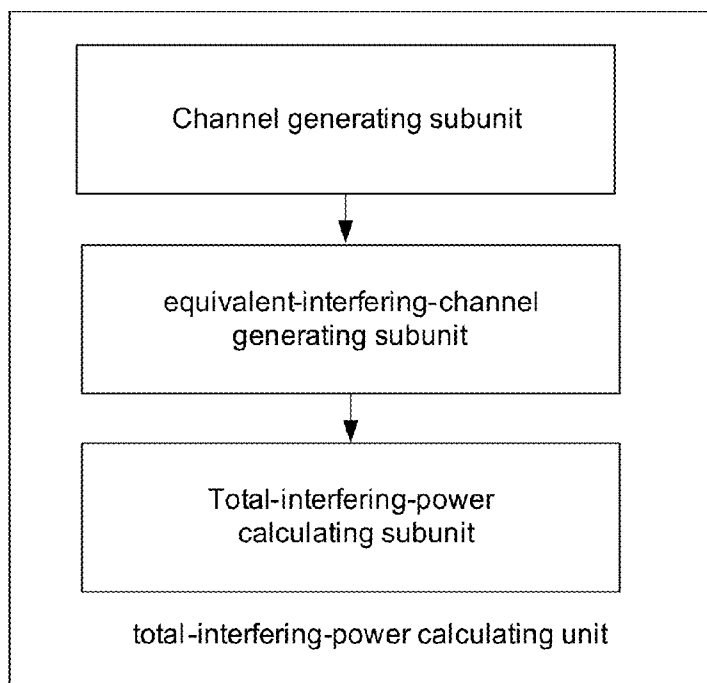 Channel generating subunit
equivalent-interfering-channel
generating subunit
Total-interfering-power
calculating subunit
total-interfering-power calculating unit